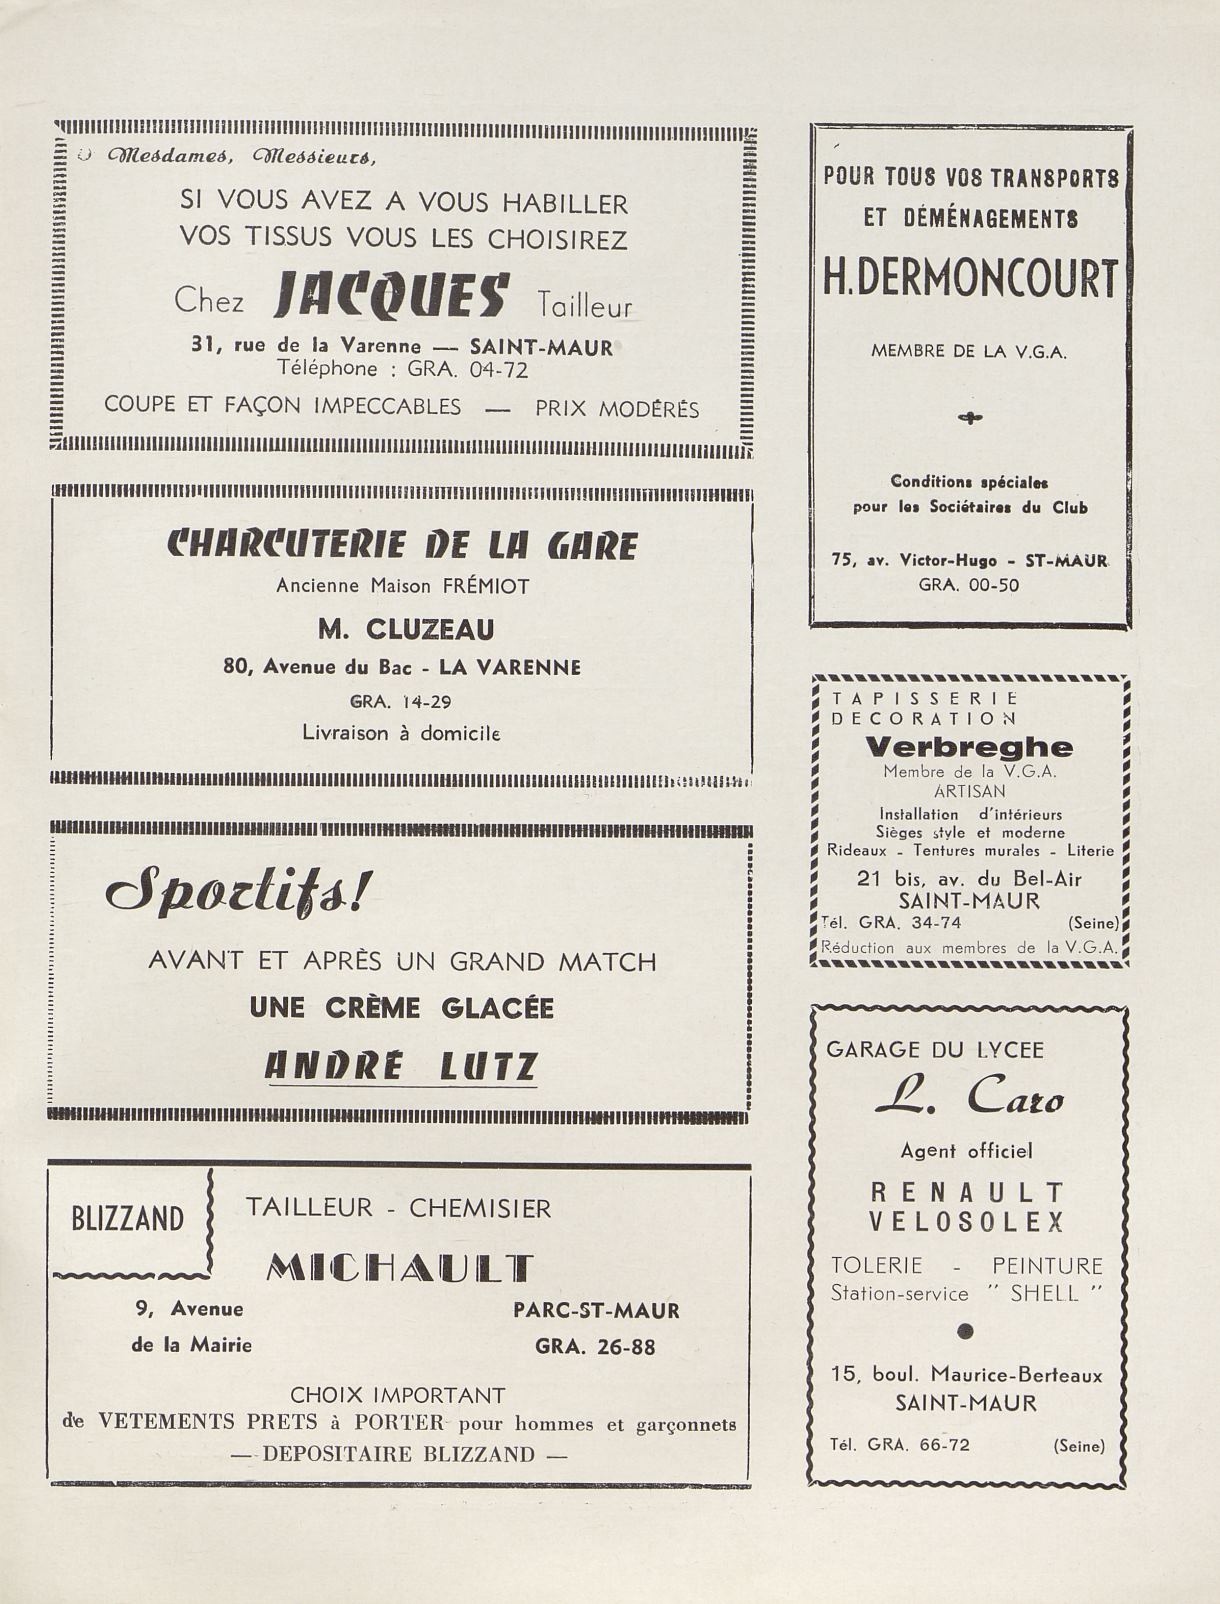 Mesdames, Messieurs,
SI VOUS AVEZ A VOUS HABILLER
VOS TISSUS VOUS LES CHOISIREZ
Chez JACQUES Tailleur
31, rue de la Varenne — SAINT-MAUR
Téléphone : GRA. 04-72
COUPE ET FAÇON IMPECCABLES — PRIX MODÉRÉS
CHARCUTERIE DE LA GARE
Ancienne Maison FRÉMIOT
M. CLUZEAU
80, Avenue du Bac - LA VARENNE
GRA. 14-29
Livraison à domicile
Sportifs!
AVANT ET APRÈS UN GRAND MATCH
UNE CRÈME GLACÉE
ANDRÉ LUTZ
BLIZZAND
TAILLEUR - CHEMISIER
MICHAULT
9, Avenue
de la Mairie
PARC-ST-MAUR
GRA. 26-88
CHOIX IMPORTANT
de VETEMENTS PRETS à PORTER pour hommes et garçonnets
— DEPOSITAIRE BLIZZAND —
POUR TOUS VOS TRANSPORTS
ET DÉMÉNAGEMENTS
H.DERMONCOURT
MEMBRE DE LA V.G.A.
Conditions spéciales
pour les Sociétaires du Club
75, av. Victor-Hugo - ST-MAUR
GRA. 00-50
TAPISSERIE
DECORATION
Verbreghe
Membre de la V.G.A.
ARTISAN
Installation d'intérieurs
Sièges style et moderne
Rideaux - Tentures murales - Literie
21 bis, av. du Bel-Air
SAINT-MAUR
Tél. GRA. 34-74 (Seine)
Réduction aux membres de la V.G.A.
GARAGE DU LYCEE
L. Caro
Agent officiel
RENAULT
VELOSOLEX
TOLERIE - PEINTURE
Station-service " SHELL "
15, boul. Maurice-Berteaux
SAINT-MAUR
Tél. GRA. 66-72 (Seine)